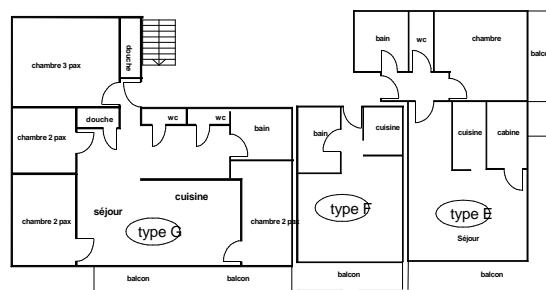 chambre 3 pax
douche
bain
wc
chambre
balcon
douche
wc
wc
chambre 2 pax
bain
bain
cuisine
cuisine
cabine
chambre 2 pax
séjour
cuisine
chambre 2 pax
type G
type F
type E
Séjour
balcon
balcon
balcon
balcon